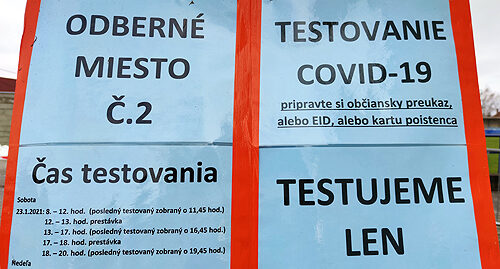 ODBERNÉ
MIESTO
Č.2
Čas testovania
Sobota
23.1.2021: 8. – 12. hod. (posledný testovaný zobraný o 11,45 hod.)
12. – 13. hod. prestávka
13. – 17. hod. (posledný testovaný zobraný o 16,45 hod.)
17. – 18. hod. prestávka
18. – 20. hod. (posledný testovaný zobraný o 19,45 hod.)
Nedeľa
TESTOVANIE
COVID-19
pripravte si občiansky preukaz,
alebo EID, alebo kartu poistenca
TESTUJEME
LEN